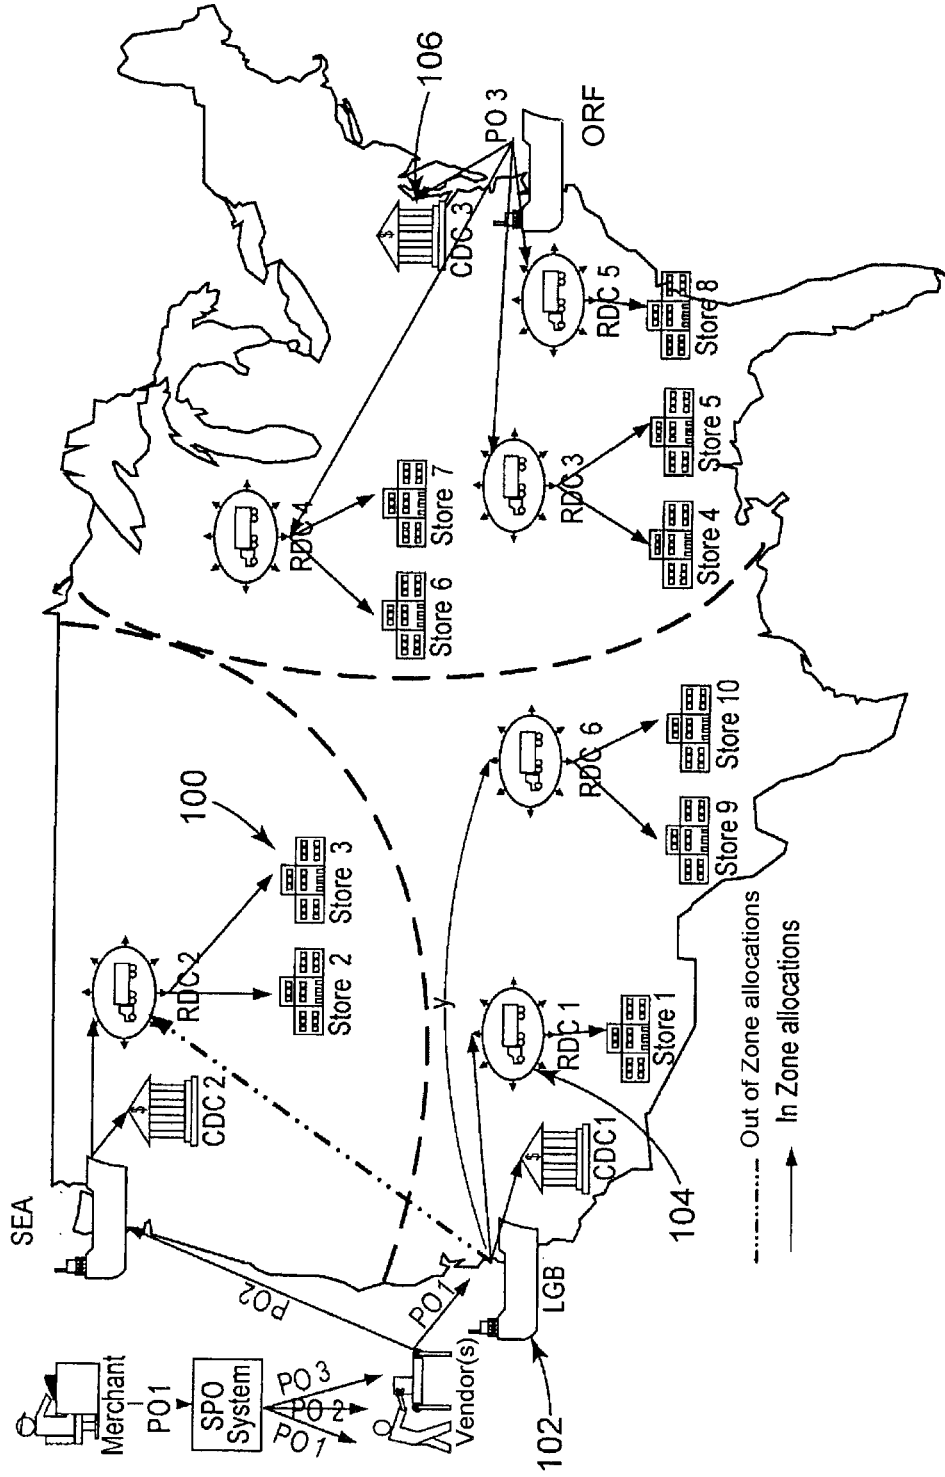 Merchant
PO1
SPO
System
PO 1
PO 2
PO 3
Vendor(s)
PO2
PO 1
SEA
LGB
102
CDC 2
CDC1
RDC 2
Store 2
Store 3
100
RDC 1
Store 1
104
y
RDC 6
Store 9
Store 10
RDC 4
Store 6
Store 7
RDC 3
Store 4
Store 5
CDC 3
106
PO 3
ORF
RDC 5
Store 8
Out of Zone allocations
In Zone allocations